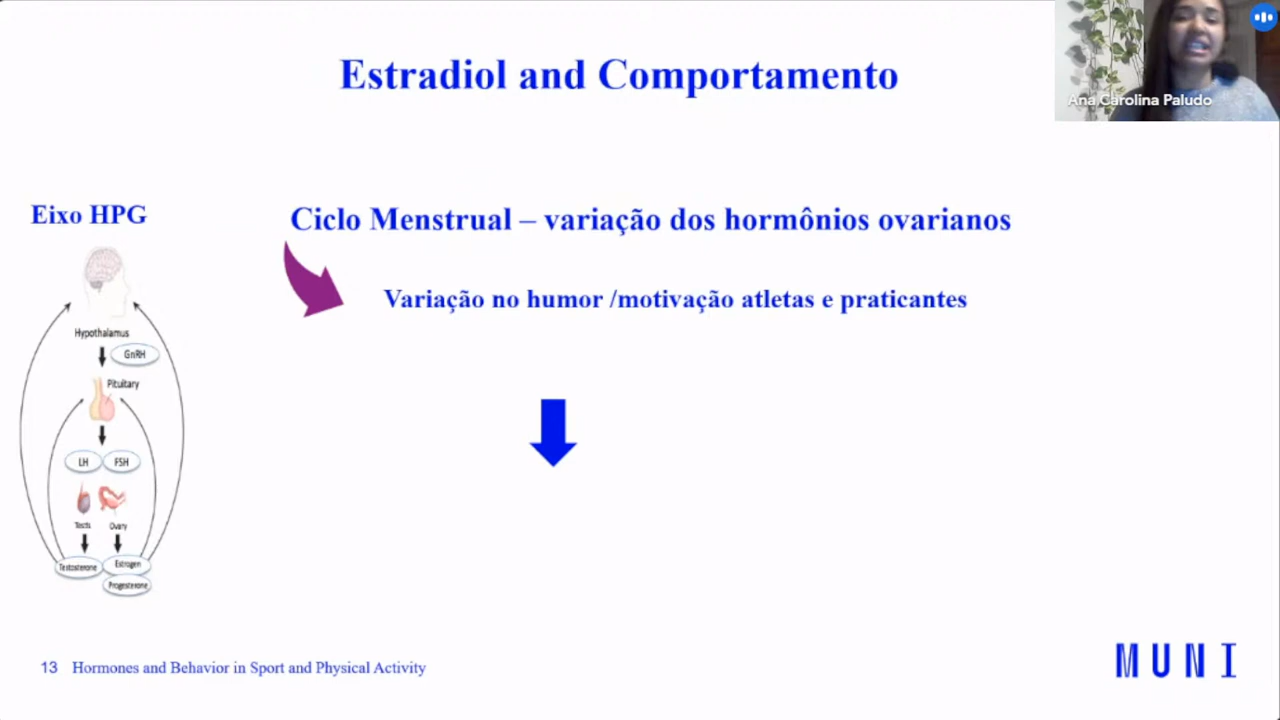 Estradiol and Comportamento
Ana Carolina Paludo
Eixo HPG
Ciclo Menstrual – variação dos hormônios ovarianos
Variação no humor /motivação atletas e praticantes
Hypothalamus
GnRH
Pituitary
LH
FSH
Testis
Ovary
Testosterone
Estrogen
Progesterone
13 Hormones and Behavior in Sport and Physical Activity
MUNI